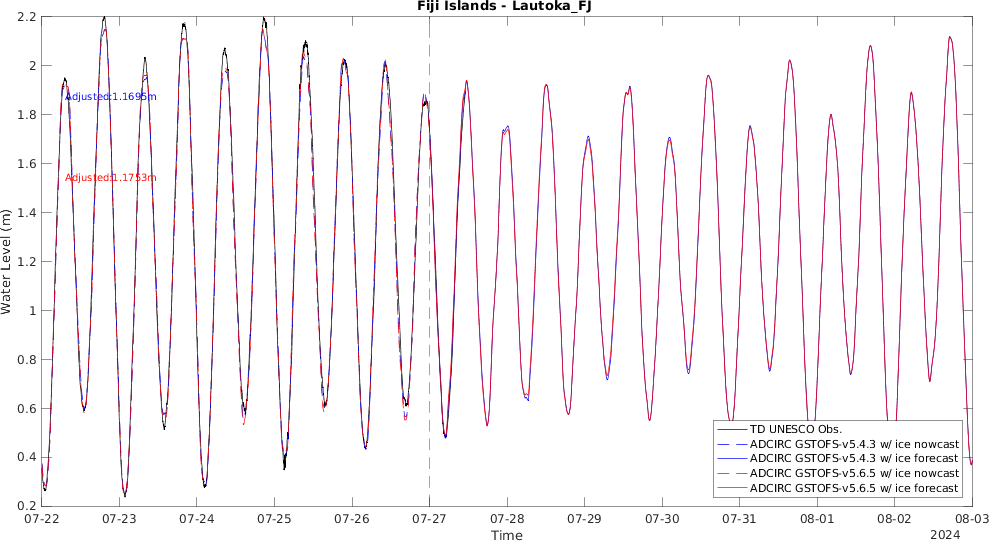 Fiji Islands - Lautoka_FJ
2.2
2
1.8
1.6
1.4
1.2
1
0.8
0.6
0.4
0.2
Water Level (m)
Adjusted:1.1695m
Adjusted:1.1753m
TD UNESCO Obs.
ADCIRC GSTOFS-v5.4.3 w/ ice nowcast
ADCIRC GSTOFS-v5.4.3 w/ ice forecast
ADCIRC GSTOFS-v5.6.5 w/ ice nowcast
ADCIRC GSTOFS-v5.6.5 w/ ice forecast
07-22 07-23 07-24 07-25 07-26 07-27 07-28 07-29 07-30 07-31 08-01 08-02 08-03
Time
2024